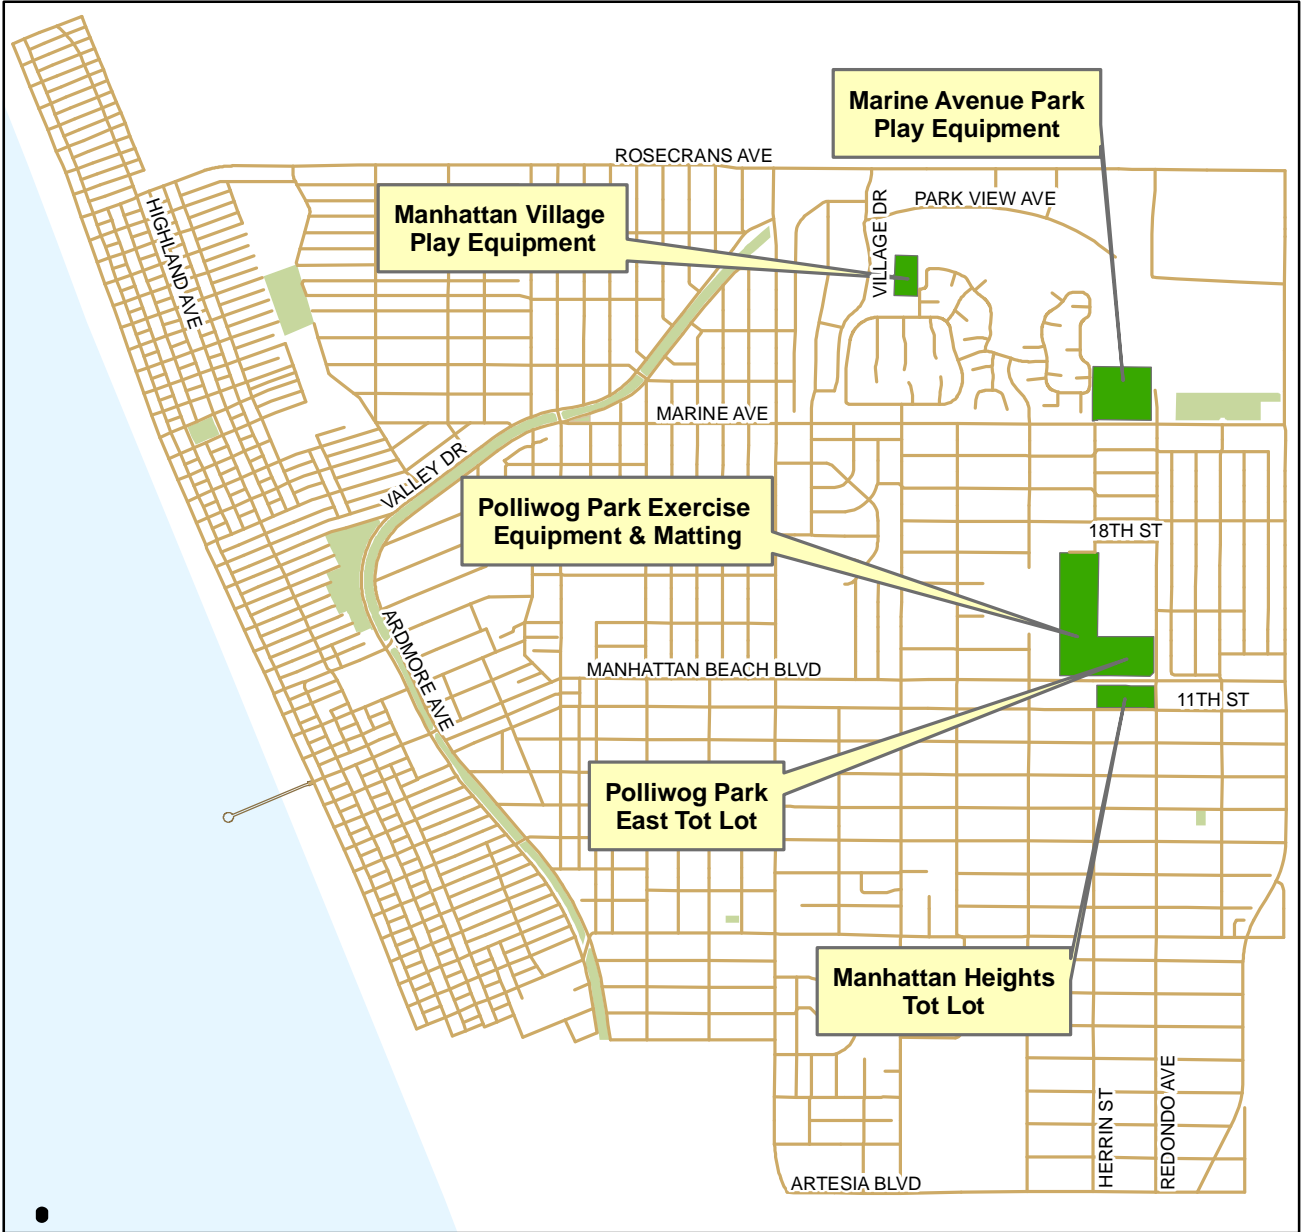 Marine Avenue Park
Play Equipment
ROSECRANS AVE
PARK VIEW AVE
VILLAGE DR
Manhattan Village
Play Equipment
HIGHLAND AVE
MARINE AVE
VALLEY DR
Polliwog Park Exercise
Equipment & Matting
18TH ST
ARDMORE AVE
MANHATTAN BEACH BLVD
11TH ST
Polliwog Park
East Tot Lot
Manhattan Heights
Tot Lot
HERRIN ST
REDONDO AVE
ARTESIA BLVD